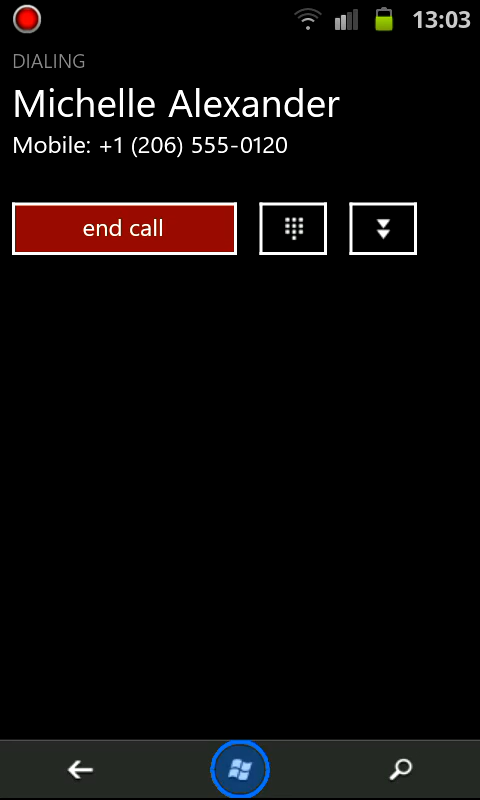 13:03
DIALING
Michelle Alexander
Mobile: +1 (206) 555-0120
end call